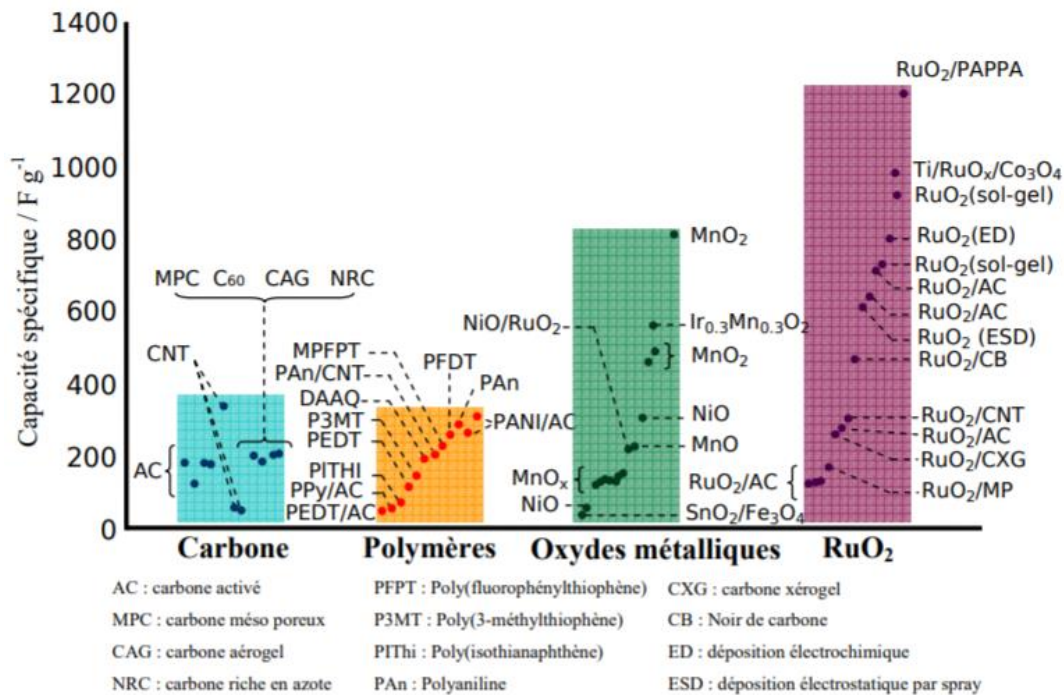 Capacité spécifique / F g⁻¹
1400
1200
1000
800
600
400
200
0
MPC C₆₀ CAG NRC
CNT
AC
Carbone
MPFPT
PAn/CNT
DAAQ
P3MT
PEDT
PITHI
PPy/AC
PEDT/AC
PFDT
PAn
PANI/AC
Polymères
NiO/RuO₂
MnOₓ
NiO
MnO₂
Ir₀.₃Mn₀.₃O₂
MnO₂
NiO
MnO
SnO₂/Fe₃O₄
Oxydes métalliques
RuO₂/AC
RuO₂/PAPPA
Ti/RuOₓ/Co₃O₄
RuO₂(sol-gel)
RuO₂(ED)
RuO₂(sol-gel)
RuO₂/AC
RuO₂/AC
RuO₂ (ESD)
RuO₂/CB
RuO₂/CNT
RuO₂/AC
RuO₂/CXG
RuO₂/MP
RuO₂
AC : carbone activé
MPC : carbone méso poreux
CAG : carbone aérogel
NRC : carbone riche en azote
PFPT : Poly(fluorophénylthiophène)
P3MT : Poly(3-méthylthiophène)
PIThi : Poly(isothianaphthène)
PAn : Polyaniline
CXG : carbone xérogel
CB : Noir de carbone
ED : déposition électrochimique
ESD : déposition électrostatique par spray